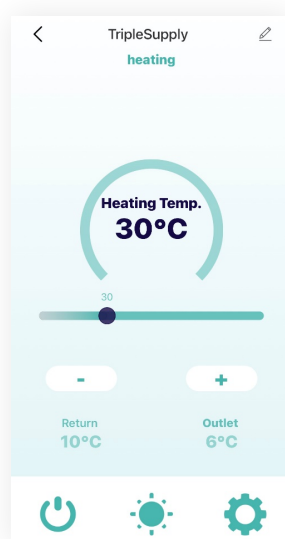 TripleSupply
heating
Heating Temp.
30°C
30
- +
Return Outlet
10°C 6°C